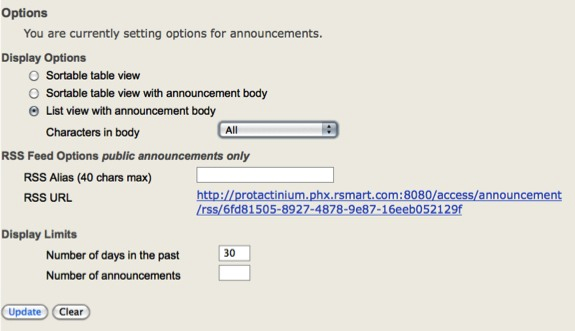 Options
You are currently setting options for announcements.
Display Options
Sortable table view
Sortable table view with announcement body
List view with announcement body
Characters in body All
RSS Feed Options public announcements only
RSS Alias (40 chars max)
RSS URL http://protactinium.phx.rsmart.com:8080/access/announcement
/rss/6fd81505-8927-4878-9e87-16eeb052129f
Display Limits
Number of days in the past 30
Number of announcements
Update Clear